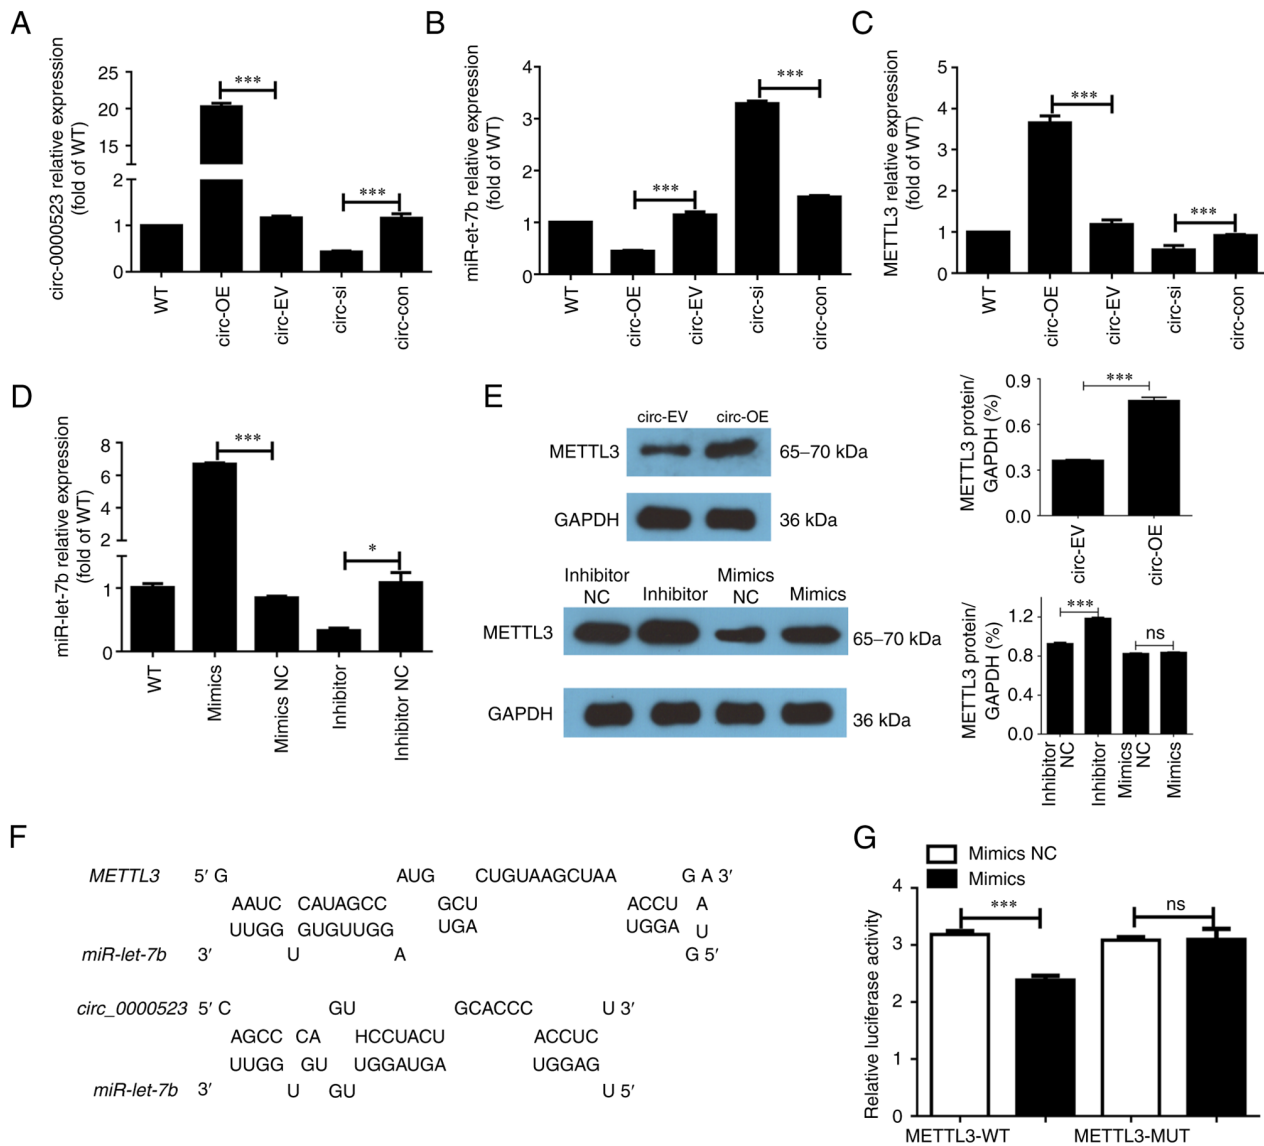 A
circ-0000523 relative expression
(fold of WT)
25
20
15
2
1
0
***
***
WT
circ-OE
circ-EV
circ-si
circ-con
B
miR-et-7b relative expression
(fold of WT)
4
3
2
1
0
***
***
WT
circ-OE
circ-EV
circ-si
circ-con
C
METTL3 relative expression
(fold of WT)
5
4
3
2
1
0
***
***
WT
circ-OE
circ-EV
circ-si
circ-con
D
miR-let-7b relative expression
(fold of WT)
8
6
4
2
1
0
***
*
WT
Mimics
Mimics NC
Inhibitor
Inhibitor NC
E
circ-EV circ-OE
METTL3 65–70 kDa
GAPDH 36 kDa
Inhibitor NC Inhibitor Mimics NC Mimics
METTL3 65–70 kDa
GAPDH 36 kDa
METTL3 protein/
GAPDH (%)
0.9
0.6
0.3
0.0
***
circ-EV
circ-OE
METTL3 protein/
GAPDH (%)
1.2
0.8
0.4
0.0
***
ns
Inhibitor
NC
Inhibitor
Mimics
NC
Mimics
F
METTL3 5′ G AUG CUGUAAGCUAA G A 3′
AAUC CAUAGCC GCU ACCU A
UUGG GUGUUGG UGA UGGA U
miR-let-7b 3′ U A G 5′
circ_0000523 5′ C GU GCACCC U 3′
AGCC CA HCCUACU ACCUC
UUGG GU UGGAUGA UGGAG
miR-let-7b 3′ U GU U 5′
G
Mimics NC
Mimics
Relative luciferase activity
4
3
2
1
0
***
ns
METTL3-WT METTL3-MUT